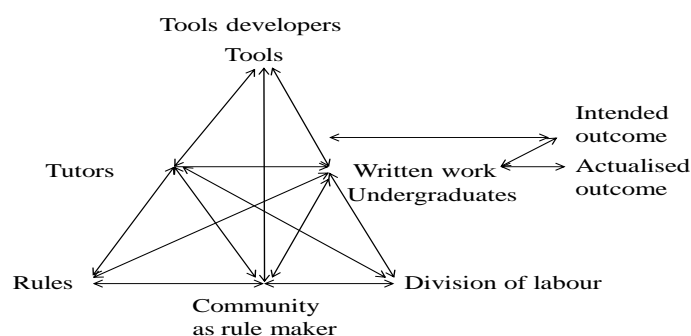 Tools developers
Tools
Intended
outcome
Tutors
Written work
Undergraduates
Actualised
outcome
Rules
Community
as rule maker
Division of labour